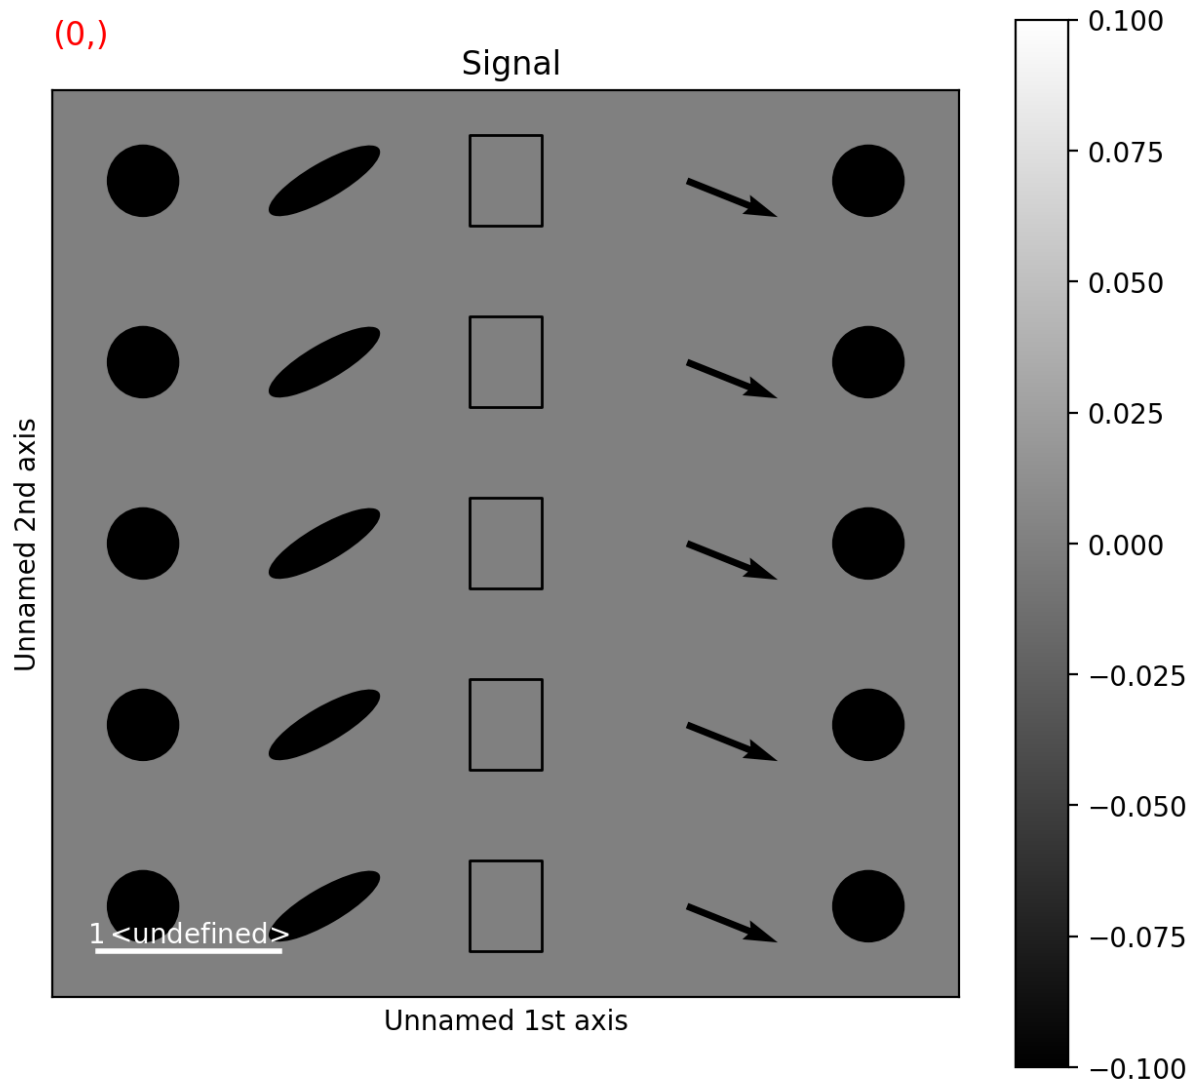 (0,)
Signal
Unnamed 2nd axis
1 <undefined>
Unnamed 1st axis
0.100
0.075
0.050
0.025
0.000
−0.025
−0.050
−0.075
−0.100